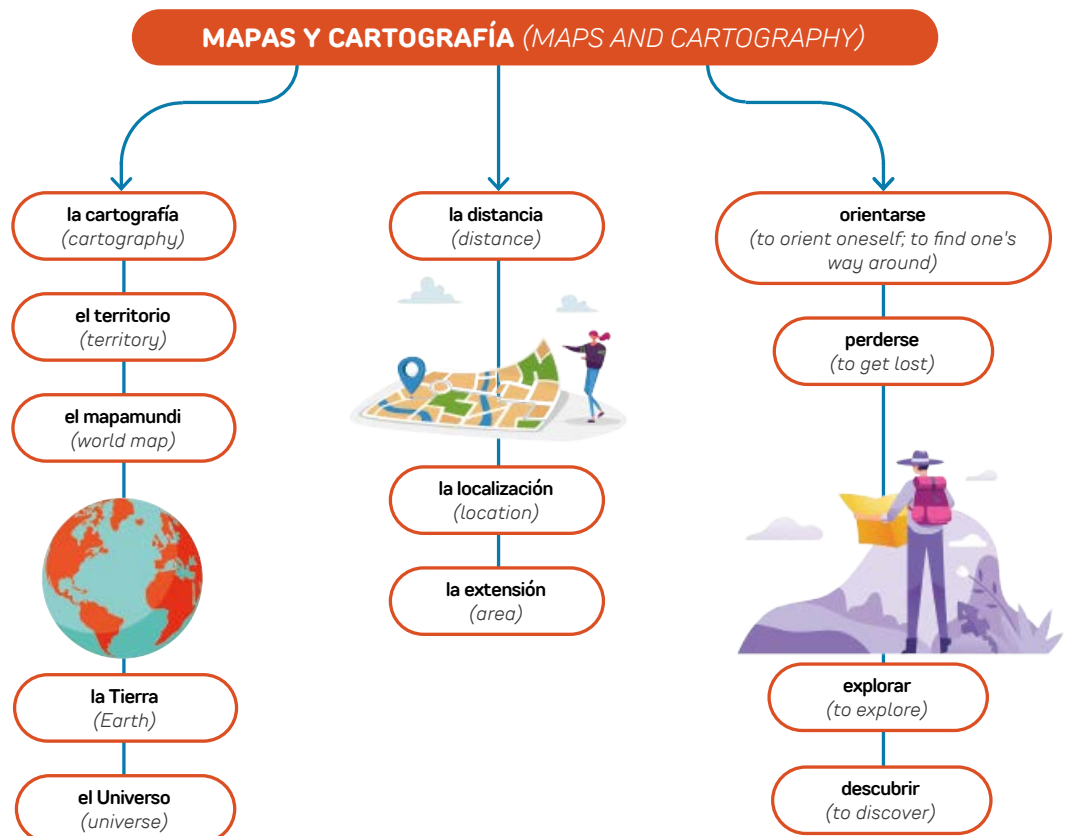 MAPAS Y CARTOGRAFÍA (MAPS AND CARTOGRAPHY)
la cartografía
(cartography)
el territorio
(territory)
el mapamundi
(world map)
la Tierra
(Earth)
el Universo
(universe)
la distancia
(distance)
la localización
(location)
la extensión
(area)
orientarse
(to orient oneself; to find one's
way around)
perderse
(to get lost)
explorar
(to explore)
descubrir
(to discover)